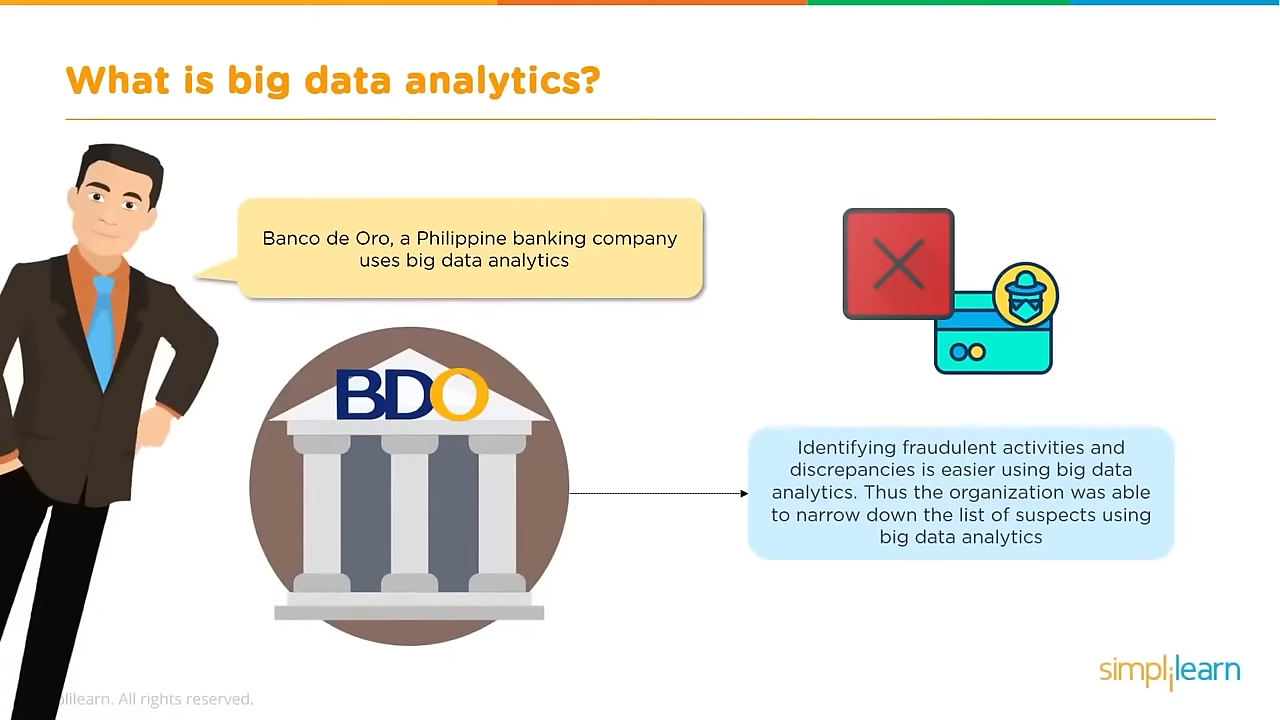 What is big data analytics?
Banco de Oro, a Philippine banking company
uses big data analytics
BDO
Identifying fraudulent activities and
discrepancies is easier using big data
analytics. Thus the organization was able
to narrow down the list of suspects using
big data analytics
simplilearn
All rights reserved.